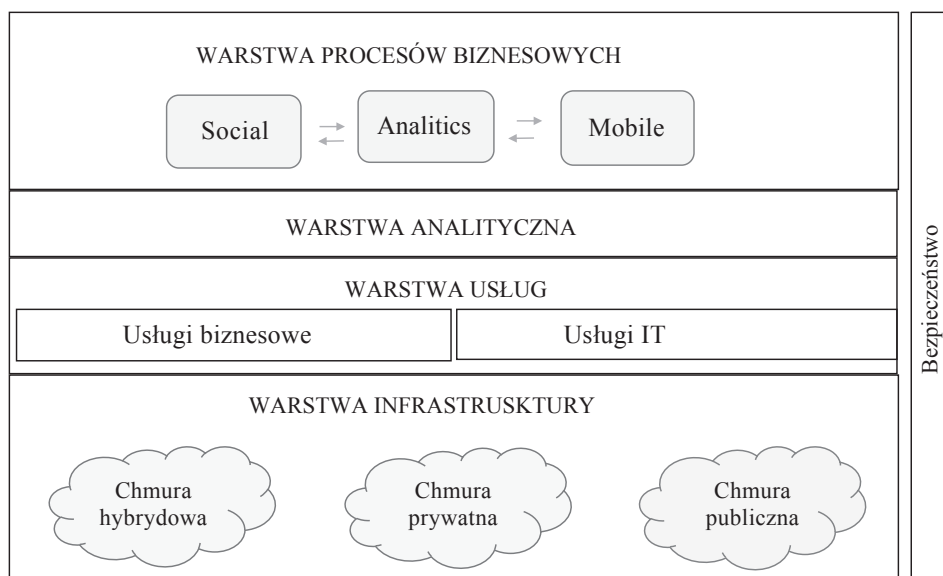 WARSTWA PROCESÓW BIZNESOWYCH
Social
Analitics
Mobile
WARSTWA ANALITYCZNA
WARSTWA USŁUG
Usługi biznesowe
Usługi IT
WARSTWA INFRASTRUSKTURY
Chmura
hybrydowa
Chmura
prywatna
Chmura
publiczna
Bezpieczeństwo